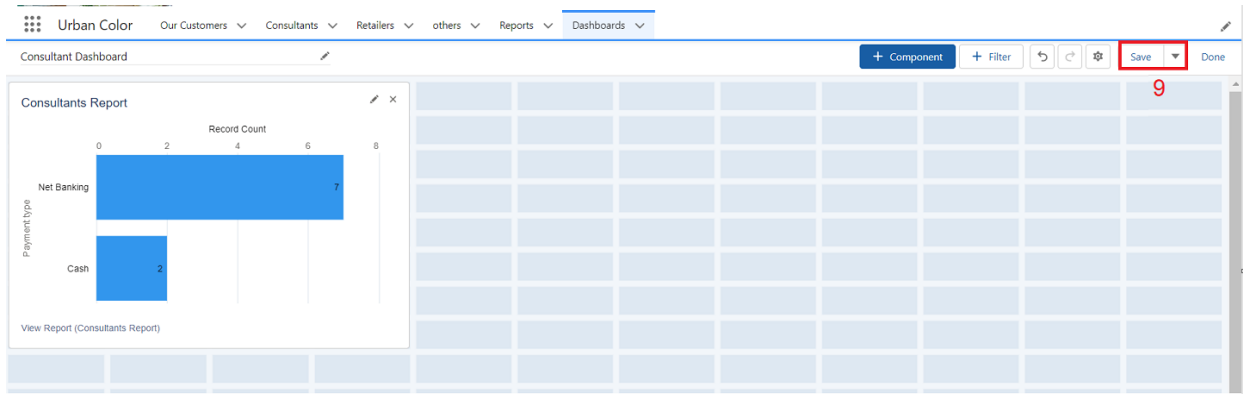 Urban Color Our Customers Consultants Retailers others Reports Dashboards
Consultant Dashboard + Component + Filter Save Done
9
Consultants Report
Record Count
0 2 4 6 8
Net Banking 7
Payment type
Cash 2
View Report (Consultants Report)